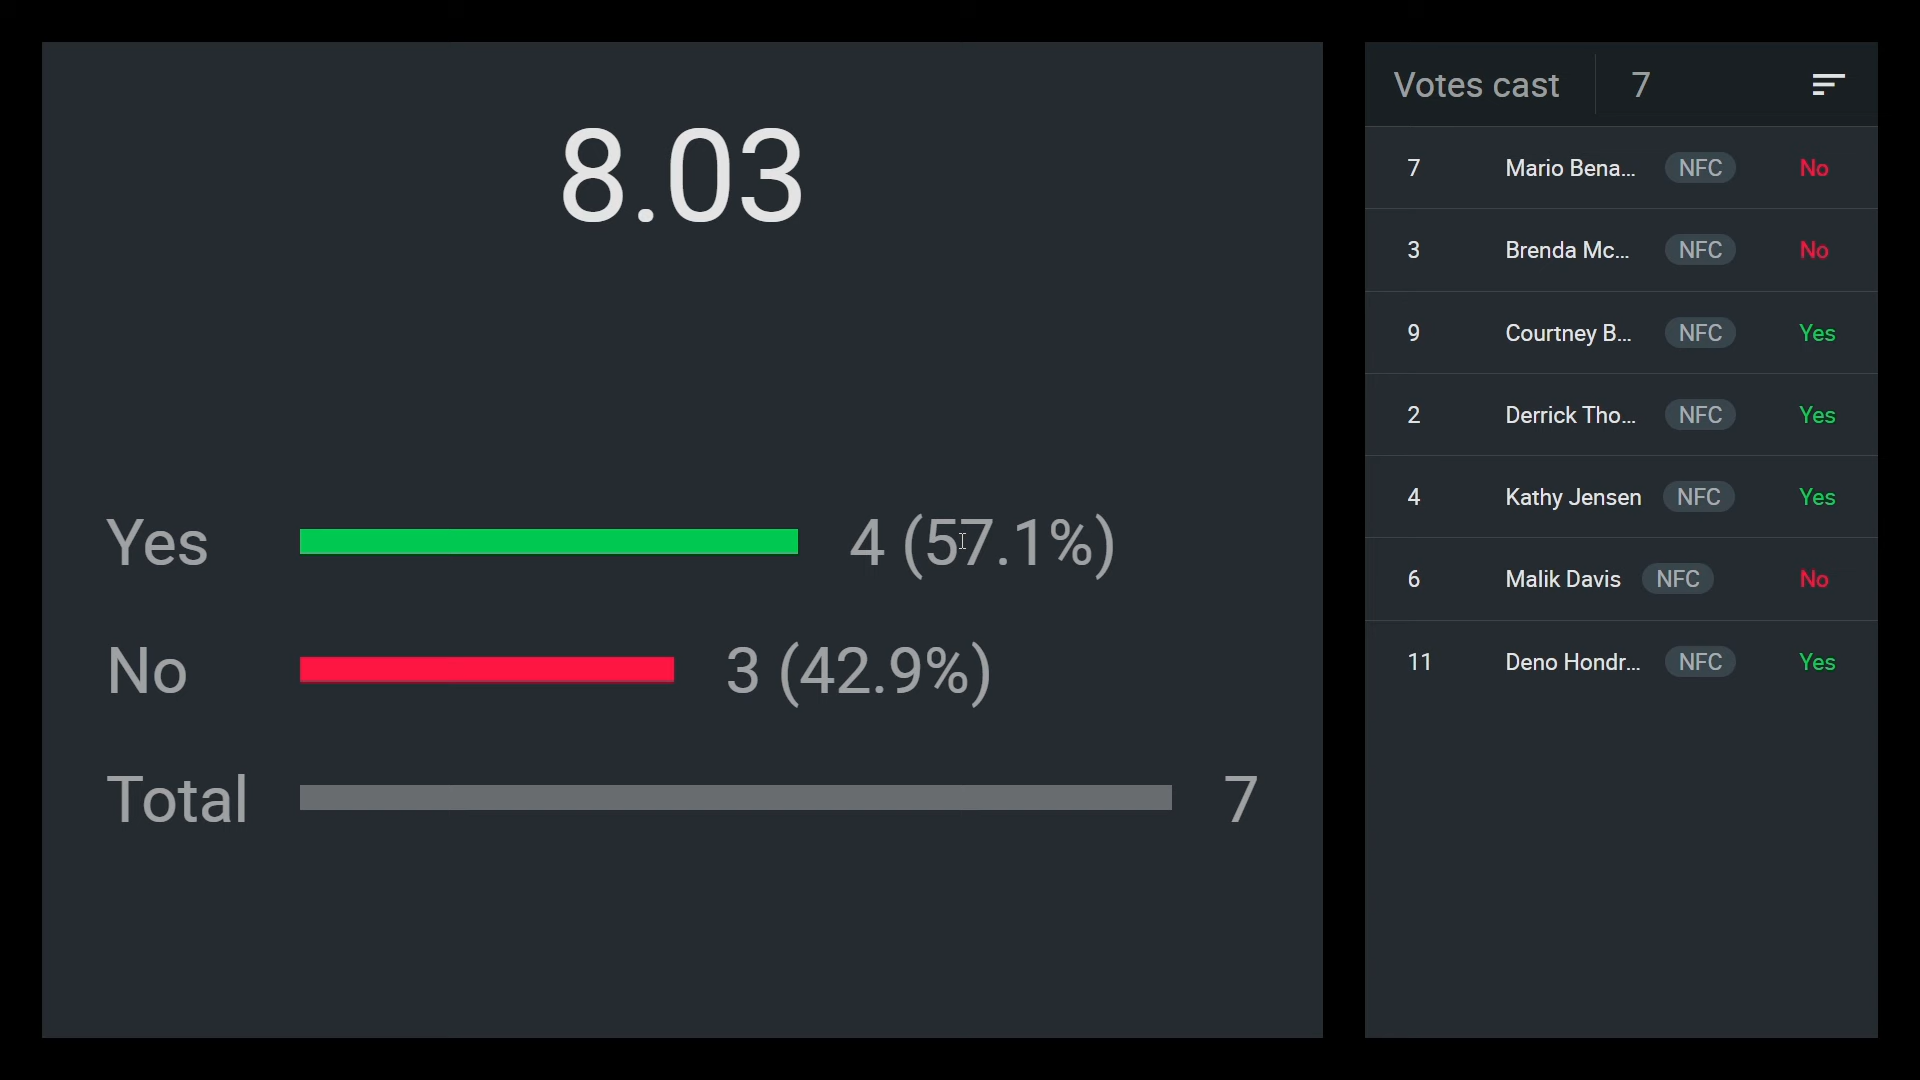 8.03
Yes 4 (57.1%)
No 3 (42.9%)
Total 7
Votes cast 7
7 Mario Bena... NFC No
3 Brenda Mc... NFC No
9 Courtney B... NFC Yes
2 Derrick Tho... NFC Yes
4 Kathy Jensen NFC Yes
6 Malik Davis NFC No
11 Deno Hondr... NFC Yes